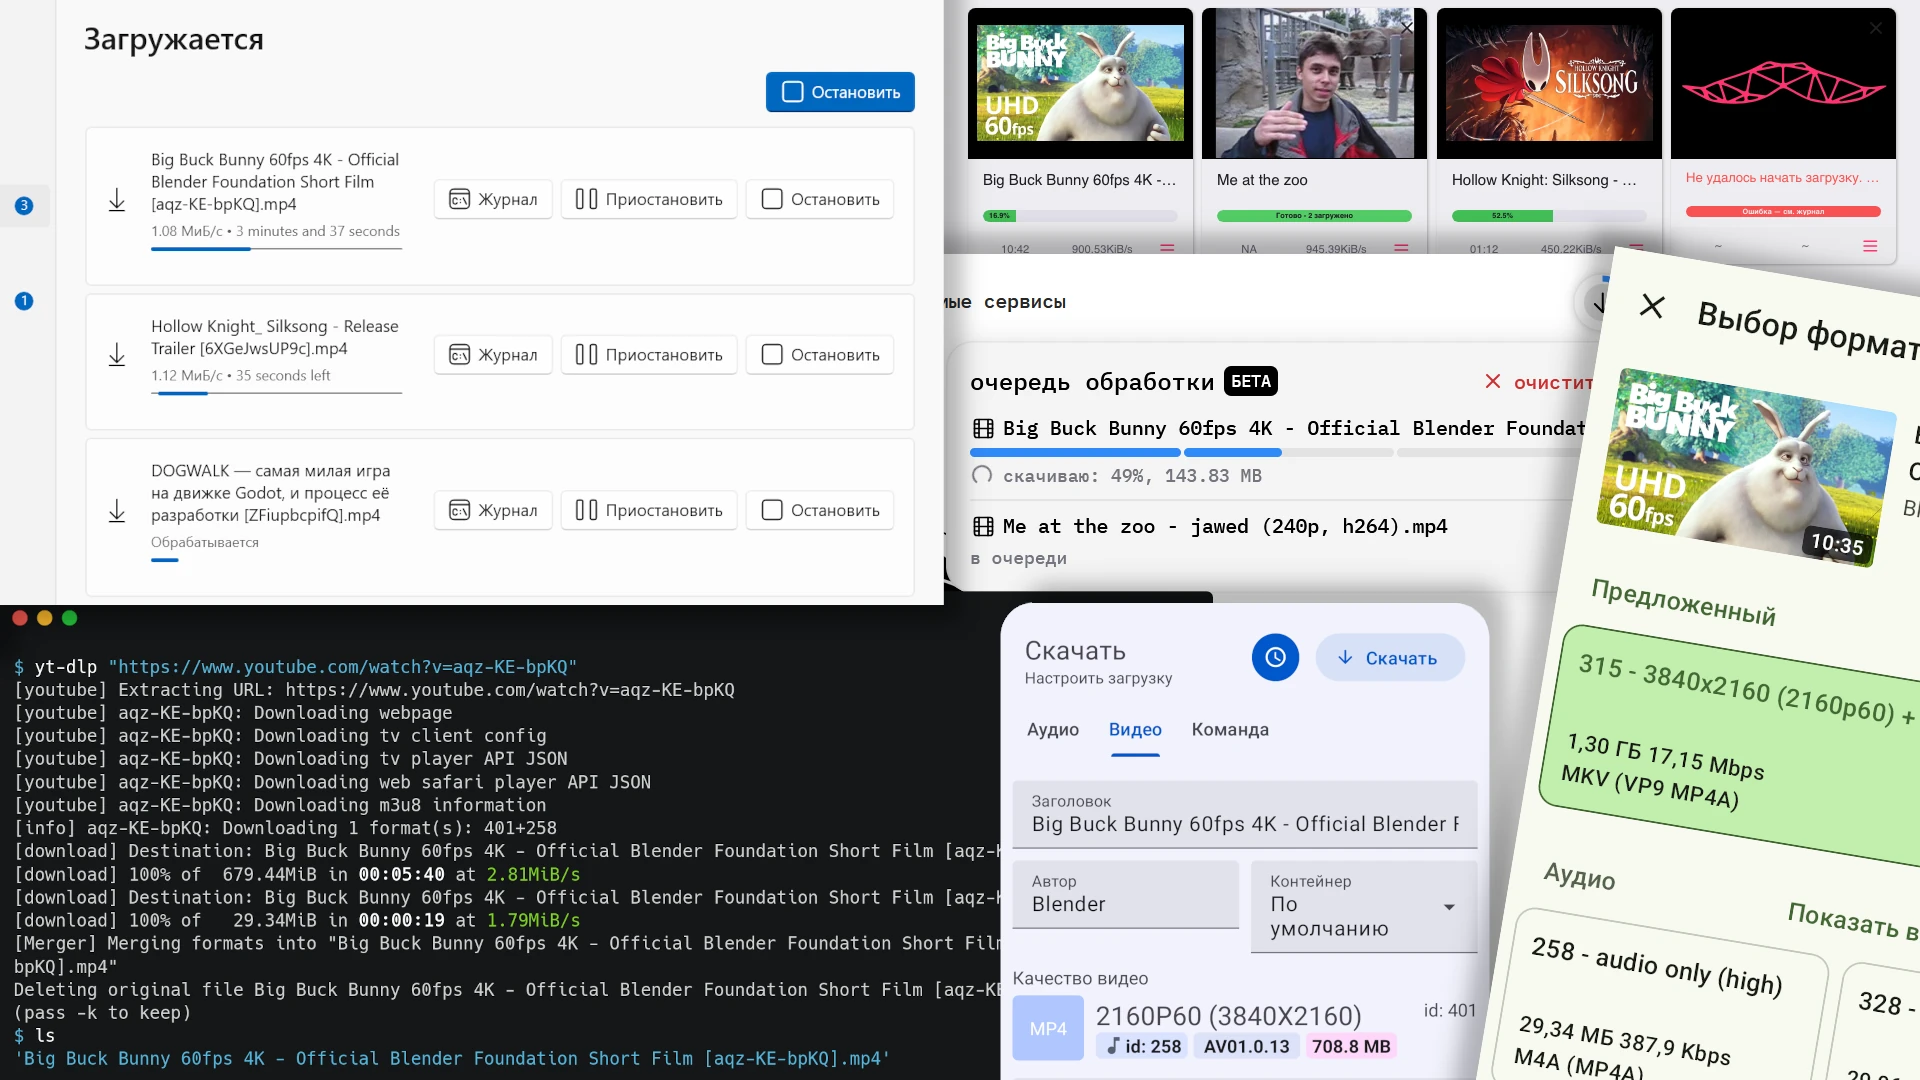 Загружается
Остановить
3
1
Big Buck Bunny 60fps 4K - Official
Blender Foundation Short Film
[aqz-KE-bpKQ].mp4
1.08 МиБ/с • 3 minutes and 37 seconds
Журнал
Приостановить
Остановить
Hollow Knight_ Silksong - Release
Trailer [6XGeJwsUP9c].mp4
1.12 МиБ/с • 35 seconds left
Журнал
Приостановить
Остановить
DOGWALK — самая милая игра
на движке Godot, и процесс её
разработки [ZFiupbcpifQ].mp4
Обрабатывается
Журнал
Приостановить
Остановить
Big Buck
BUNNY
UHD
60fps
Big Buck Bunny 60fps 4K -...
16.9%
10:42 900.53KiB/s
Me at the zoo
Готово - 2 загружено
NA 945.39KiB/s
HOLLOW KNIGHT
SILKSONG
Hollow Knight: Silksong - ...
52.5%
01:12 450.22KiB/s
Не удалось начать загрузку. ...
Ошибка — см. журнал
~ ~
мые сервисы
очередь обработки БЕТА
очистит
Big Buck Bunny 60fps 4K - Official Blender Foundat
скачиваю: 49%, 143.83 MB
Me at the zoo - jawed (240p, h264).mp4
в очереди
$ yt-dlp "https://www.youtube.com/watch?v=aqz-KE-bpKQ"
[youtube] Extracting URL: https://www.youtube.com/watch?v=aqz-KE-bpKQ
[youtube] aqz-KE-bpKQ: Downloading webpage
[youtube] aqz-KE-bpKQ: Downloading tv client config
[youtube] aqz-KE-bpKQ: Downloading tv player API JSON
[youtube] aqz-KE-bpKQ: Downloading web safari player API JSON
[youtube] aqz-KE-bpKQ: Downloading m3u8 information
[info] aqz-KE-bpKQ: Downloading 1 format(s): 401+258
[download] Destination: Big Buck Bunny 60fps 4K - Official Blender Foundation Short Film [aqz-K
[download] 100% of  679.44MiB in 00:05:40 at 2.81MiB/s
[download] Destination: Big Buck Bunny 60fps 4K - Official Blender Foundation Short Film [aqz-K
[download] 100% of   29.34MiB in 00:00:19 at 1.79MiB/s
[Merger] Merging formats into "Big Buck Bunny 60fps 4K - Official Blender Foundation Short Film
bpKQ].mp4"
Deleting original file Big Buck Bunny 60fps 4K - Official Blender Foundation Short Film [aqz-KE
(pass -k to keep)
$ ls
'Big Buck Bunny 60fps 4K - Official Blender Foundation Short Film [aqz-KE-bpKQ].mp4'
Скачать
Настроить загрузку
Скачать
Аудио
Видео
Команда
Заголовок
Big Buck Bunny 60fps 4K - Official Blender F
Автор
Blender
Контейнер
По
умолчанию
Качество видео
MP4
2160P60 (3840X2160)
id: 401
id: 258
AV01.0.13
708.8 MB
Выбор формат
Big Buck
BUNNY
UHD
60fps
10:35
Предложенный
315 - 3840x2160 (2160p60) +
1,30 ГБ 17,15 Mbps
MKV (VP9 MP4A)
Аудио
Показать в
258 - audio only (high)
29,34 МБ 387,9 Kbps
M4A (MP4A)
328 -